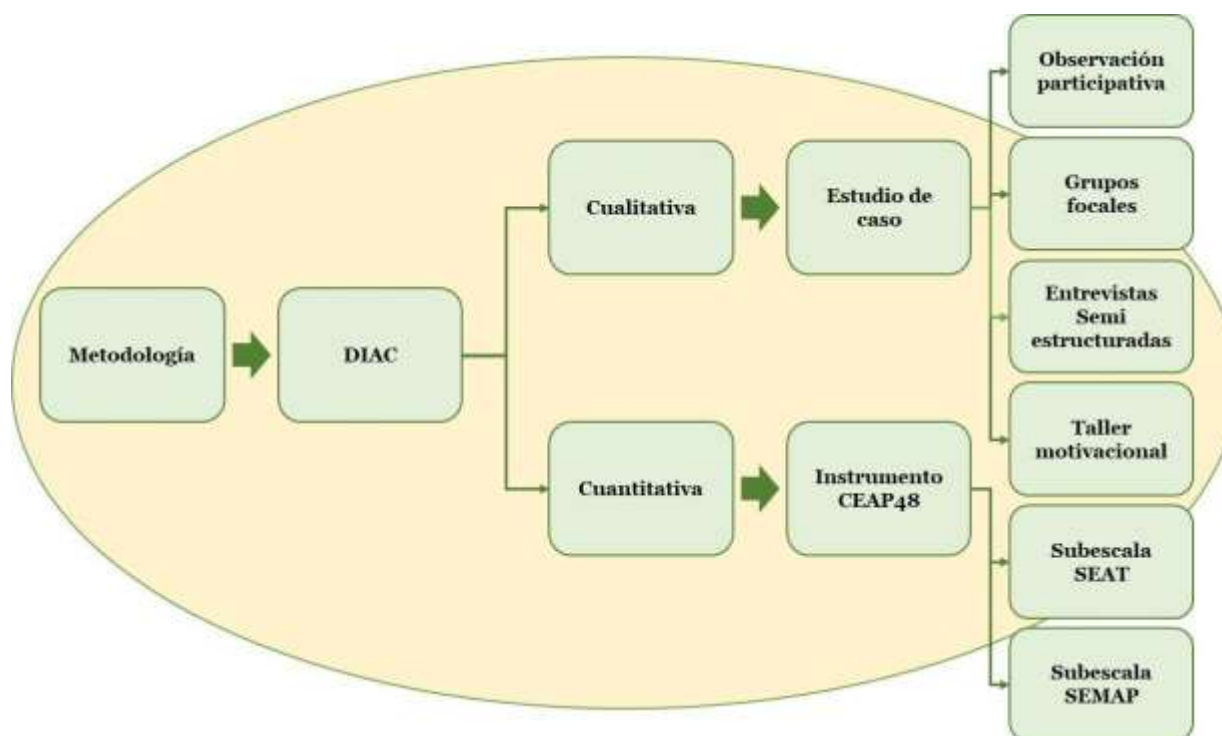 Metodología
DIAC
Cualitativa
Estudio de
caso
Observación
participativa
Grupos
focales
Entrevistas
Semi
estructuradas
Taller
motivacional
Cuantitativa
Instrumento
CEAP48
Subescala
SEAT
Subescala
SEMAP